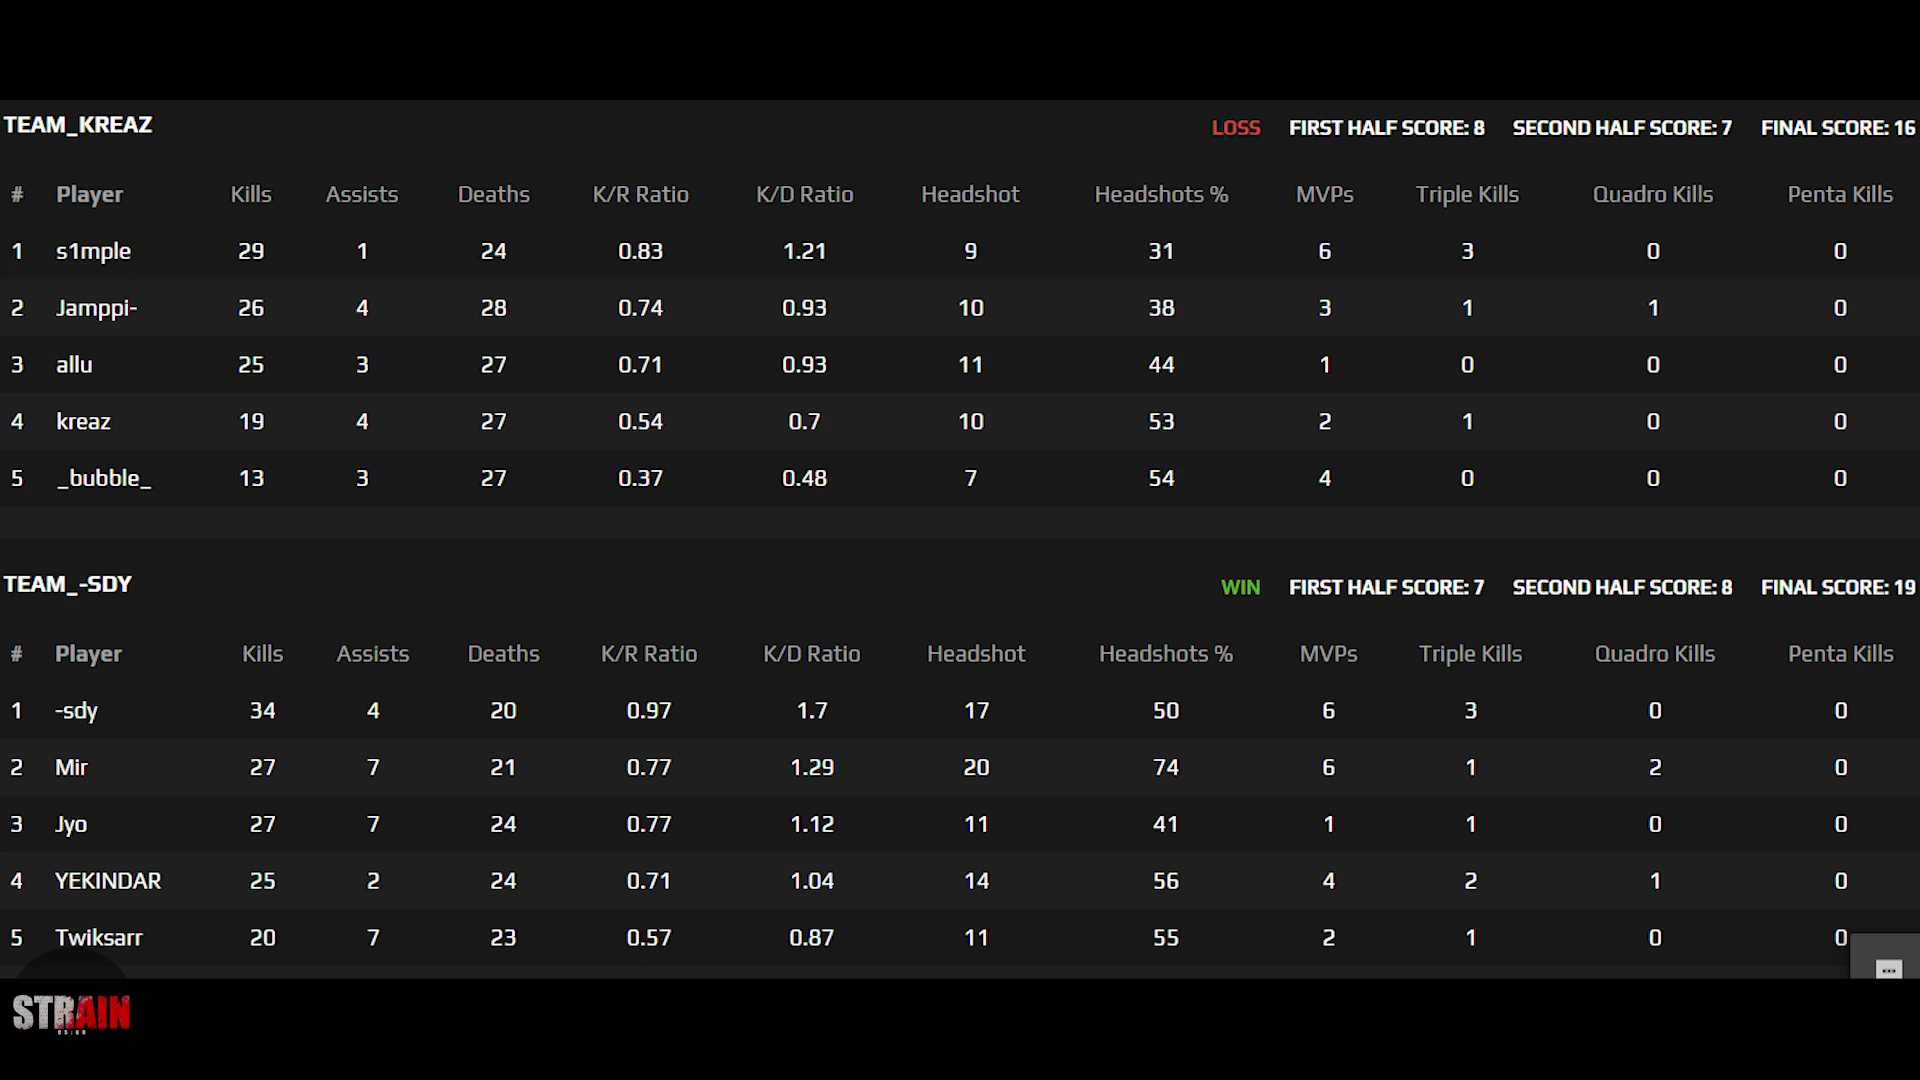 TEAM_KREAZ LOSS FIRST HALF SCORE: 8 SECOND HALF SCORE: 7 FINAL SCORE: 16
# Player Kills Assists Deaths K/R Ratio K/D Ratio Headshot Headshots % MVPs Triple Kills Quadro Kills Penta Kills
1 s1mple 29 1 24 0.83 1.21 9 31 6 3 0 0
2 Jamppi- 26 4 28 0.74 0.93 10 38 3 1 1 0
3 allu 25 3 27 0.71 0.93 11 44 1 0 0 0
4 kreaz 19 4 27 0.54 0.7 10 53 2 1 0 0
5 _bubble_ 13 3 27 0.37 0.48 7 54 4 0 0 0
TEAM_-SDY WIN FIRST HALF SCORE: 7 SECOND HALF SCORE: 8 FINAL SCORE: 19
# Player Kills Assists Deaths K/R Ratio K/D Ratio Headshot Headshots % MVPs Triple Kills Quadro Kills Penta Kills
1 -sdy 34 4 20 0.97 1.7 17 50 6 3 0 0
2 Mir 27 7 21 0.77 1.29 20 74 6 1 2 0
3 Jyo 27 7 24 0.77 1.12 11 41 1 1 0 0
4 YEKINDAR 25 2 24 0.71 1.04 14 56 4 2 1 0
5 Twiksarr 20 7 23 0.57 0.87 11 55 2 1 0 0
STRAIN